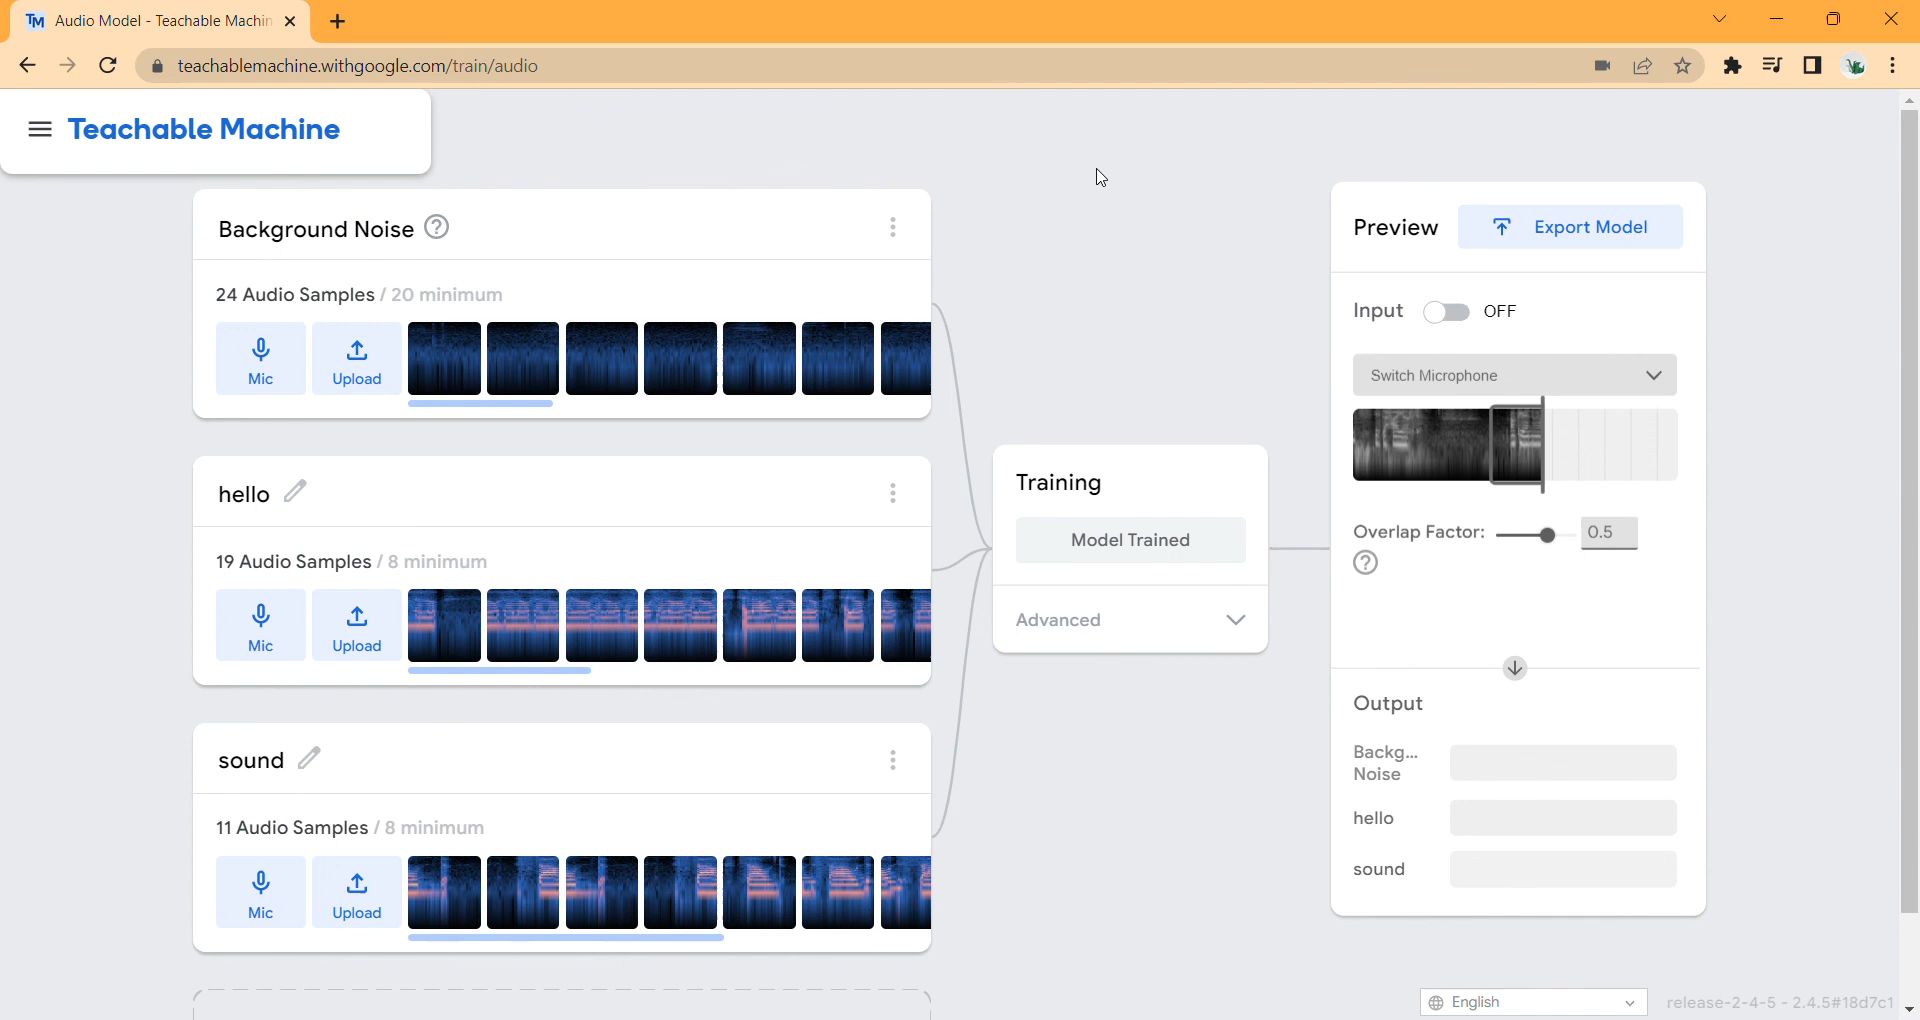 TM Audio Model - Teachable Machin
teachablemachine.withgoogle.com/train/audio
Teachable Machine
Background Noise ?
24 Audio Samples / 20 minimum
Mic
Upload
hello
19 Audio Samples / 8 minimum
Mic
Upload
sound
11 Audio Samples / 8 minimum
Mic
Upload
Training
Model Trained
Advanced
Preview
Export Model
Input OFF
Switch Microphone
Overlap Factor: 0.5
?
Output
Backg...
Noise
hello
sound
English
release-2-4-5 - 2.4.5#18d7c1